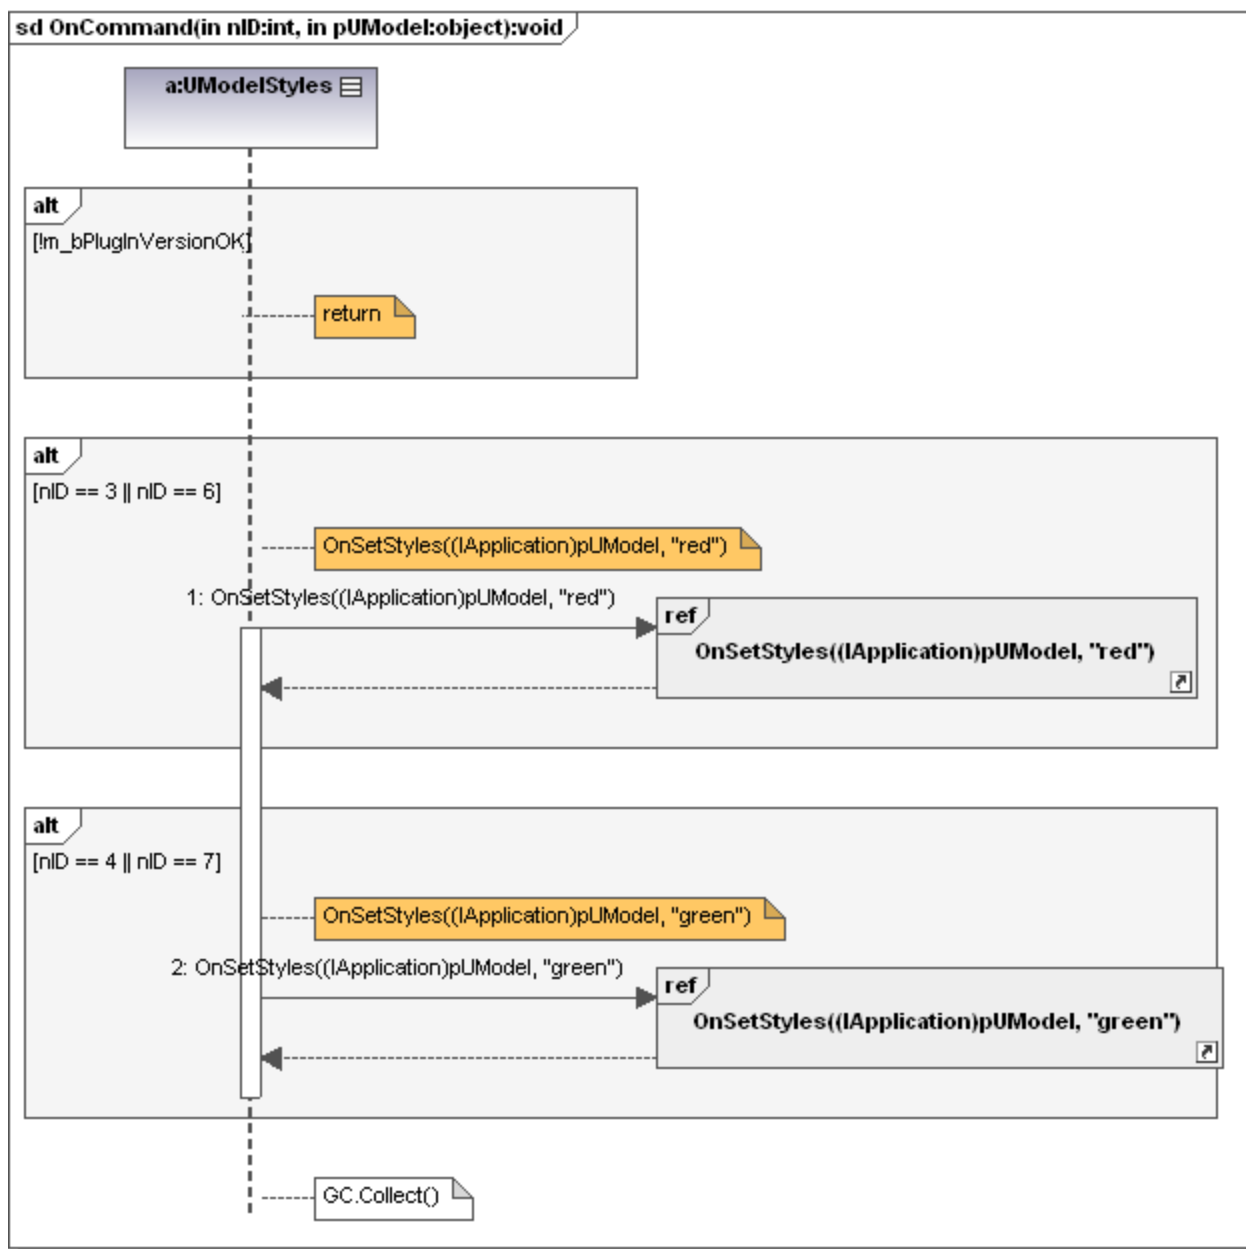 sd OnCommand(in nID:int, in pUModel:object):void
a:UModelStyles
alt
[!m_bPlugInVersionOK]
return
alt
[nID == 3 || nID == 6]
OnSetStyles((IApplication)pUModel, "red")
1: OnSetStyles((IApplication)pUModel, "red")
ref
OnSetStyles((IApplication)pUModel, "red")
alt
[nID == 4 || nID == 7]
OnSetStyles((IApplication)pUModel, "green")
2: OnSetStyles((IApplication)pUModel, "green")
ref
OnSetStyles((IApplication)pUModel, "green")
GC.Collect()